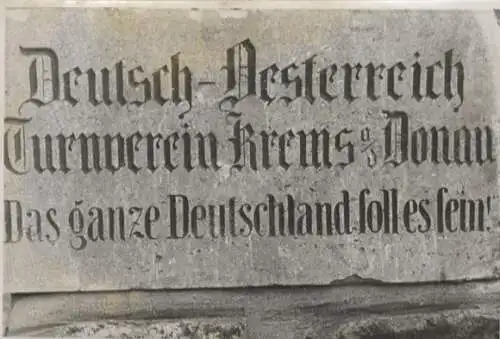 Deutsch-Oesterreich
Turnverein Krems a/d Donau
Das ganze Deutschland soll es sein!